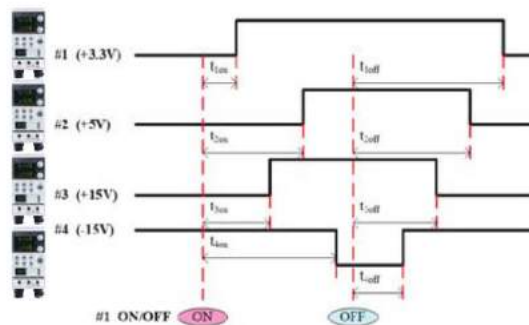 #1 (+3.3V)
t1on
t1off
#2 (+5V)
t2on
t2off
#3 (+15V)
t3on
t3off
#4 (-15V)
t4on
t4off
#1 ON/OFF
ON
OFF